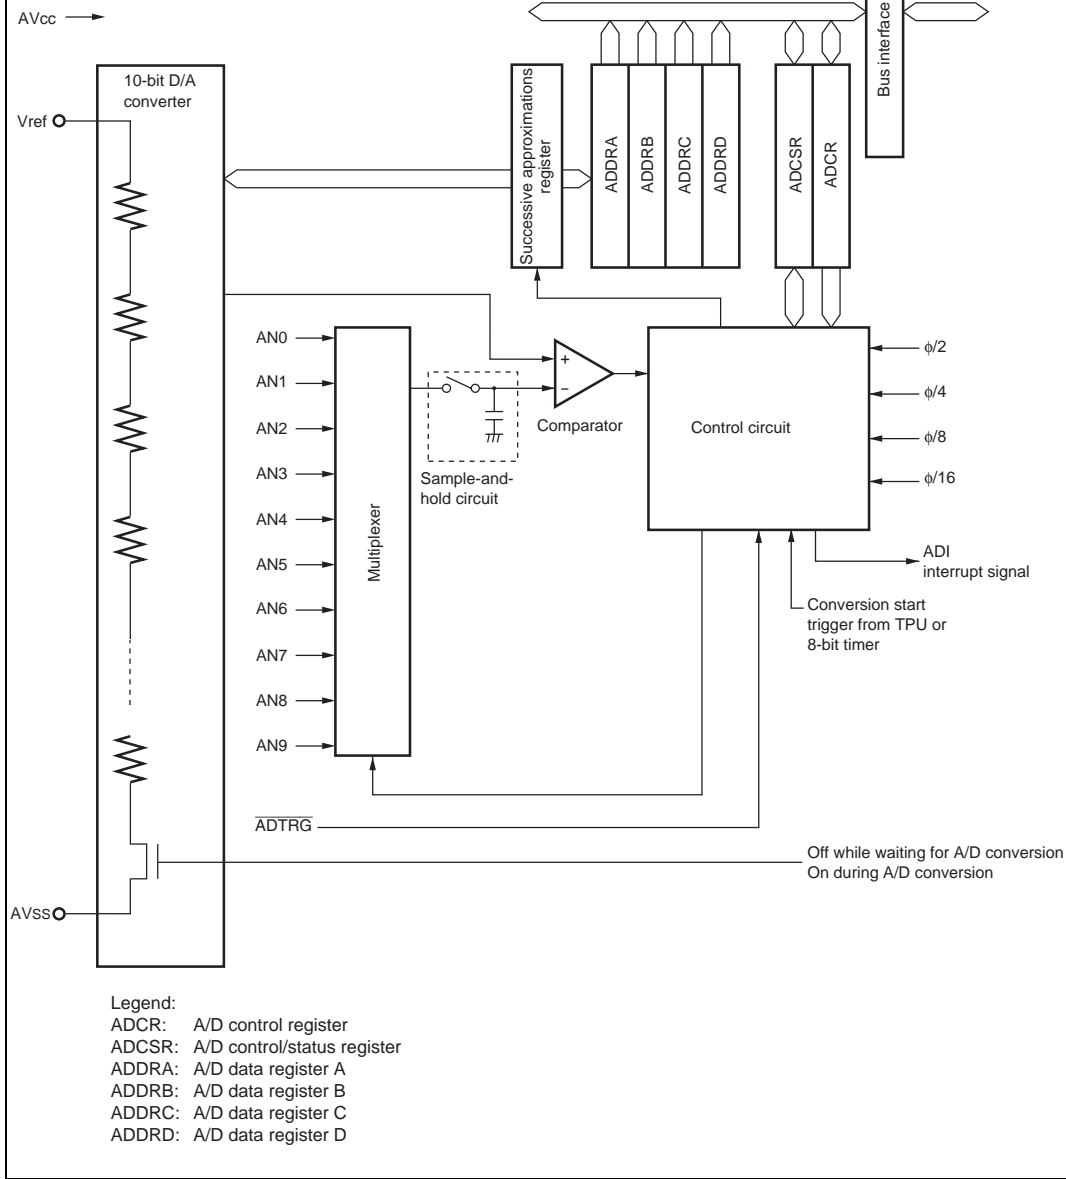 AVcc
Bus interface
10-bit D/A
converter
Vref
Successive approximations
register
ADDRA
ADDRB
ADDRC
ADDRD
ADCSR
ADCR
AN0
AN1
AN2
AN3
AN4
AN5
AN6
AN7
AN8
AN9
Multiplexer
+
−
Comparator
Sample-and-
hold circuit
Control circuit
ϕ/2
ϕ/4
ϕ/8
ϕ/16
ADI
interrupt signal
Conversion start
trigger from TPU or
8-bit timer
ADTRG
Off while waiting for A/D conversion
On during A/D conversion
AVSS
Legend:
ADCR: A/D control register
ADCSR: A/D control/status register
ADDRA: A/D data register A
ADDRB: A/D data register B
ADDRC: A/D data register C
ADDRD: A/D data register D